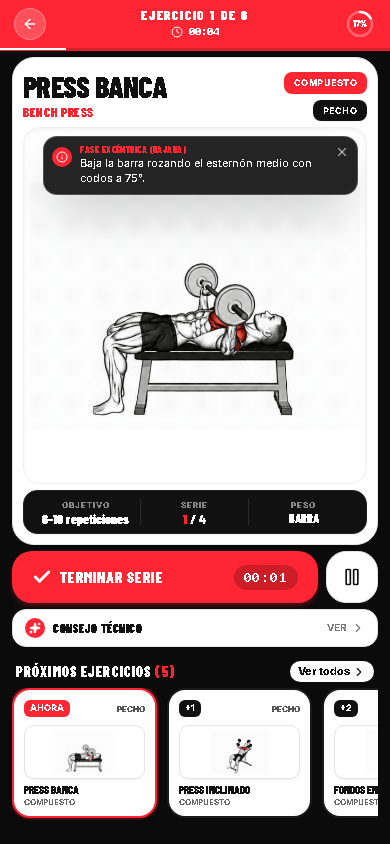 EJERCICIO 1 DE 6
00:04
17%
PRESS BANCA
BENCH PRESS
COMPUESTO
PECHO
FASE EXCÉNTRICA (BAJADA)
Baja la barra rozando el esternón medio con
codos a 75°.
OBJETIVO
6-10 repeticiones
SERIE
1 / 4
PESO
BARRA
TERMINAR SERIE
00:01
CONSEJO TÉCNICO
VER
PRÓXIMOS EJERCICIOS (5)
Ver todos
AHORA
PECHO
PRESS BANCA
COMPUESTO
+1
PECHO
PRESS INCLINADO
COMPUESTO
+2
FONDOS EN
COMPUESTO